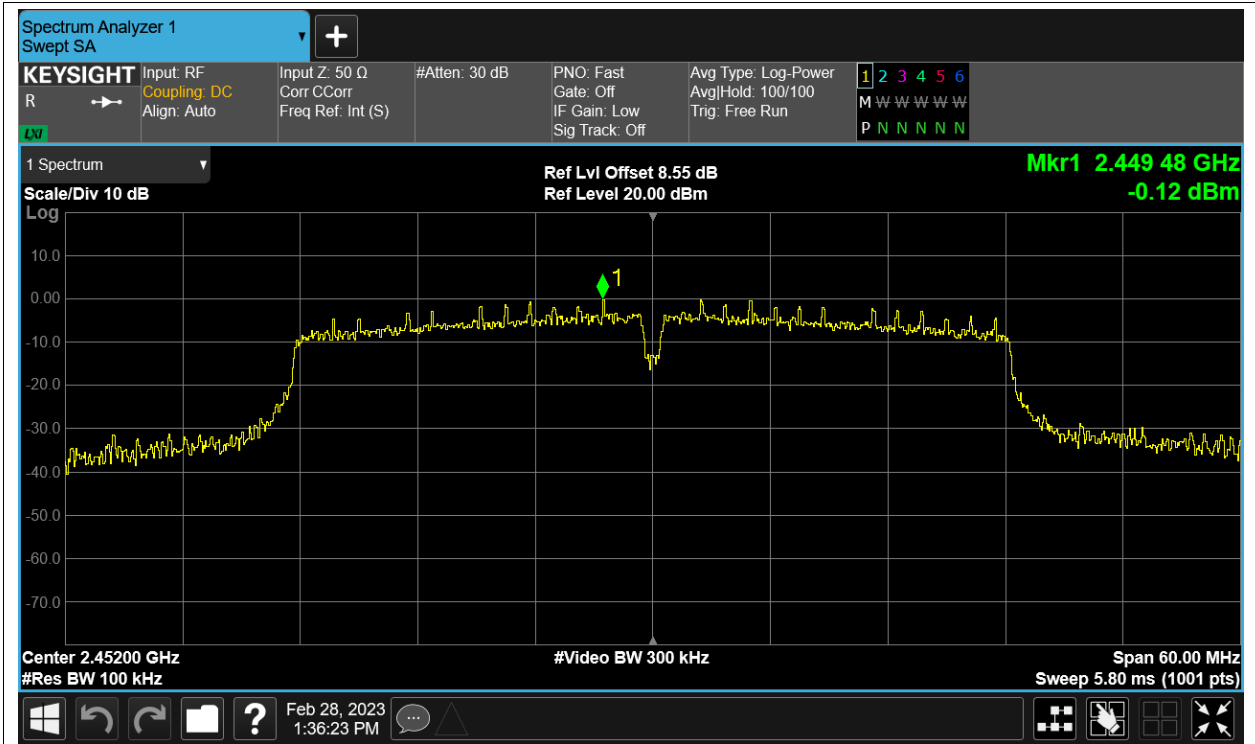 Spectrum Analyzer 1
Swept SA
KEYSIGHT
R
LXI
Input: RF
Coupling: DC
Align: Auto
Input Z: 50 Ω
Corr CCorr
Freq Ref: Int (S)
#Atten: 30 dB
PNO: Fast
Gate: Off
IF Gain: Low
Sig Track: Off
Avg Type: Log-Power
Avg|Hold: 100/100
Trig: Free Run
1 2 3 4 5 6
M W W W W W
P N N N N N
1 Spectrum
Scale/Div 10 dB
Log
Ref Lvl Offset 8.55 dB
Ref Level 20.00 dBm
Mkr1 2.449 48 GHz
-0.12 dBm
10.0
0.00
-10.0
-20.0
-30.0
-40.0
-50.0
-60.0
-70.0
1
Center 2.45200 GHz
#Res BW 100 kHz
#Video BW 300 kHz
Span 60.00 MHz
Sweep 5.80 ms (1001 pts)
?
Feb 28, 2023
1:36:23 PM